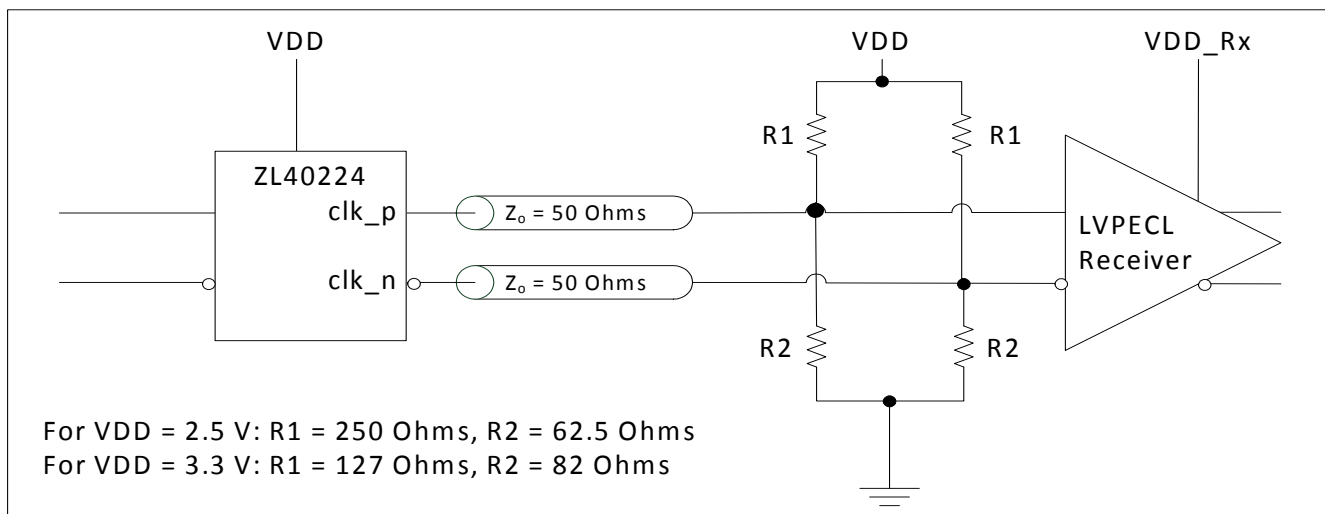 VDD
VDD
VDD_Rx
ZL40224
R1
R1
clk_p
Zo = 50 Ohms
LVPECL
Receiver
clk_n
Zo = 50 Ohms
R2
R2
For VDD = 2.5 V: R1 = 250 Ohms, R2 = 62.5 Ohms
For VDD = 3.3 V: R1 = 127 Ohms, R2 = 82 Ohms